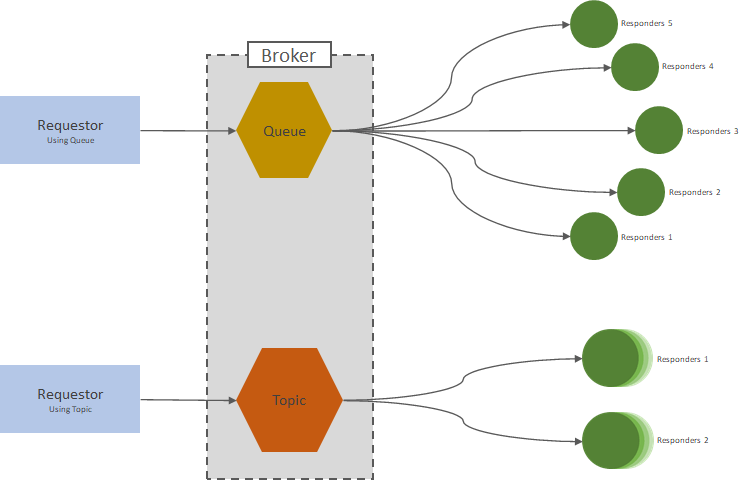 Broker
Requestor
Using Queue
Queue
Responders 5
Responders 4
Responders 3
Responders 2
Responders 1
Requestor
Using Topic
Topic
Responders 1
Responders 2